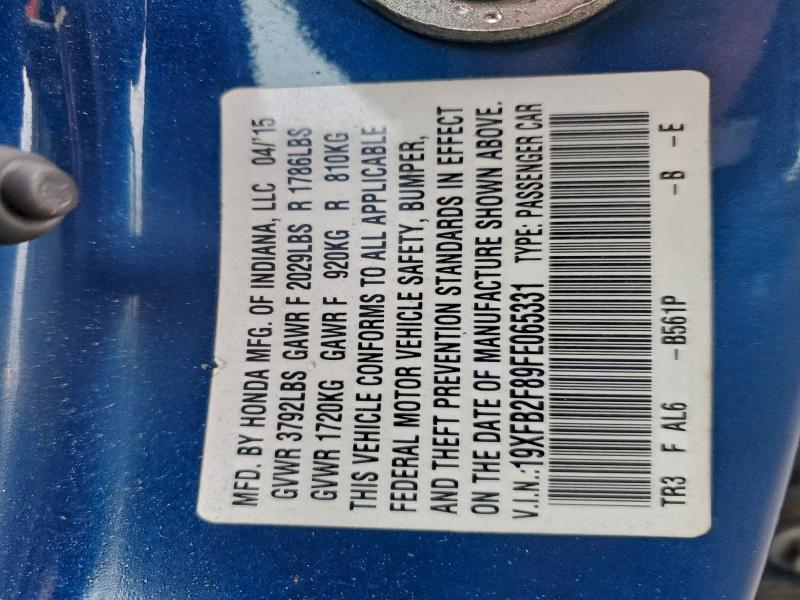 MFD. BY HONDA MFG. OF INDIANA, LLC 04/'15
GVWR 3792LBS GAWR F 2029LBS R 1786LBS
GVWR 1720KG GAWR F 920KG R 810KG
THIS VEHICLE CONFORMS TO ALL APPLICABLE
FEDERAL MOTOR VEHICLE SAFETY, BUMPER,
AND THEFT PREVENTION STANDARDS IN EFFECT
ON THE DATE OF MANUFACTURE SHOWN ABOVE.
V.I.N.:19XFB2F89FE065331 TYPE: PASSENGER CAR
TR3 F AL6 -B561P -B -E